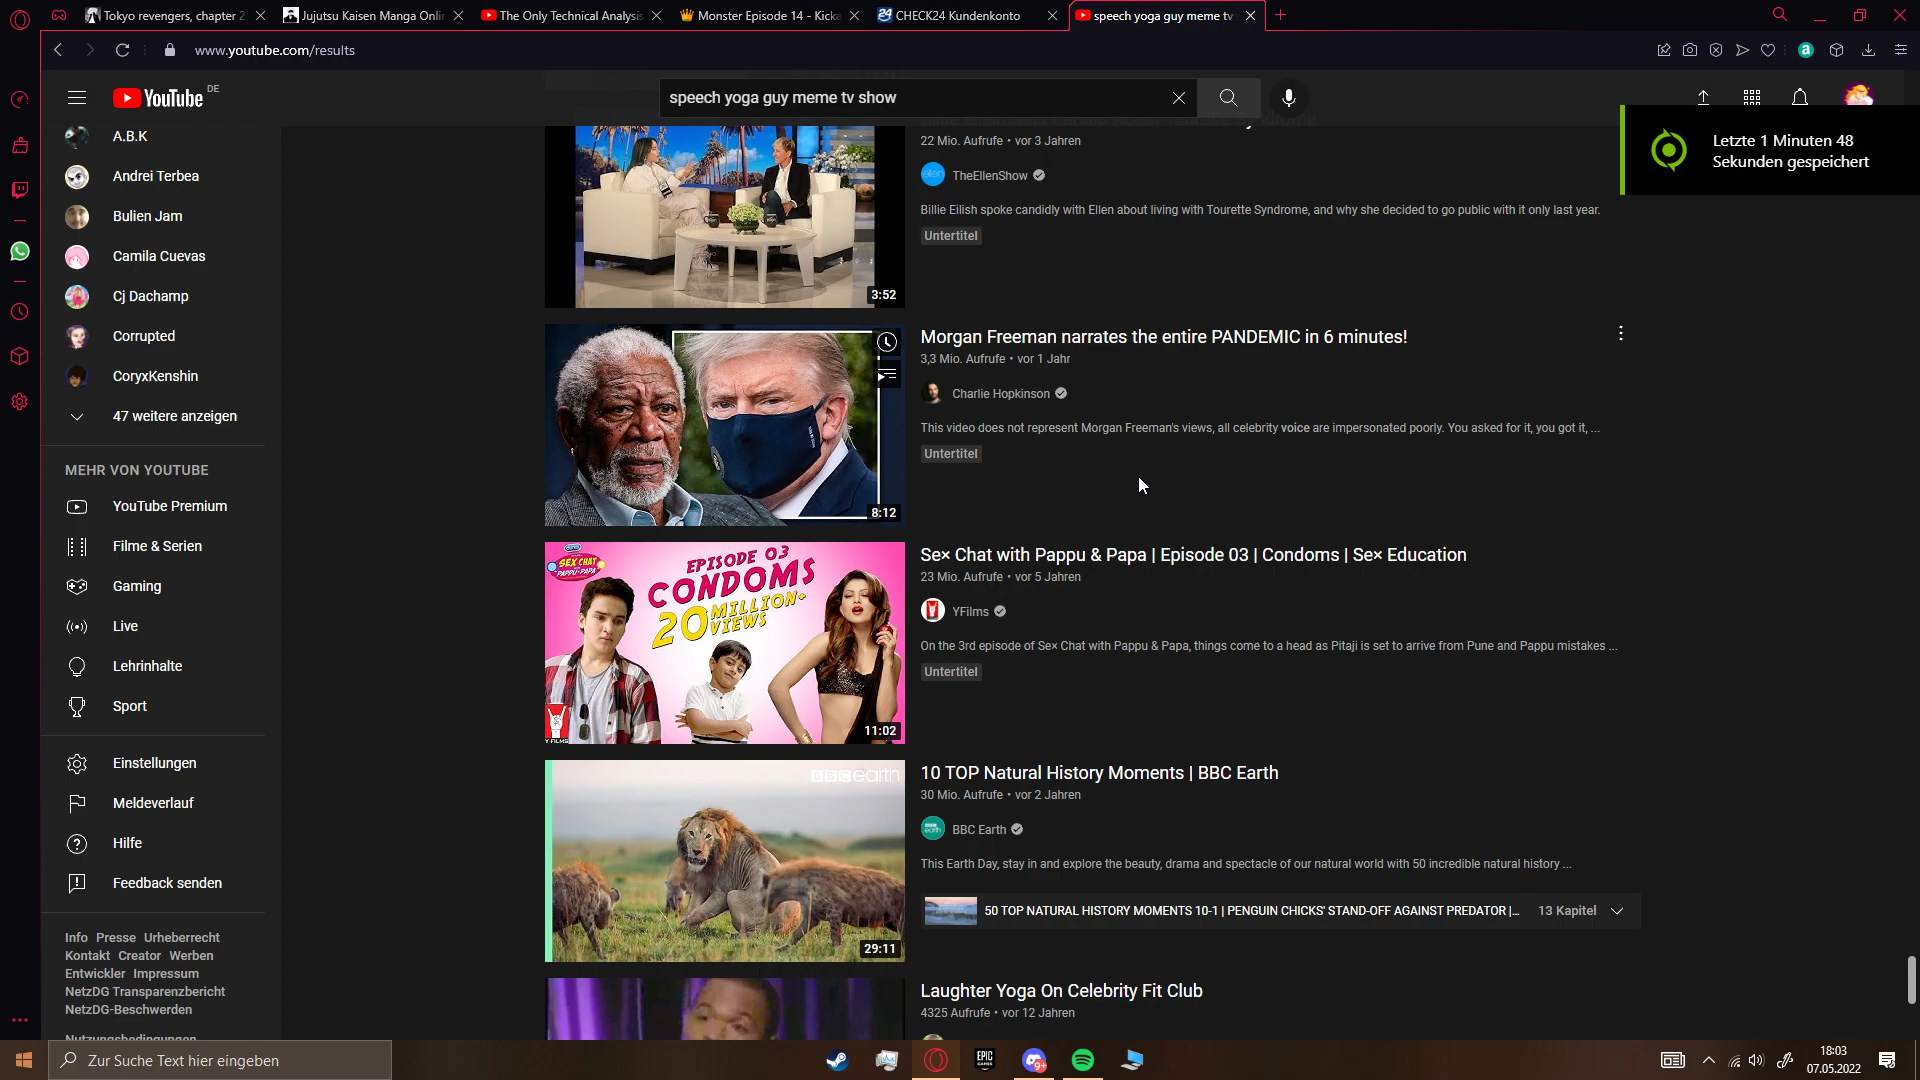 Tokyo revengers, chapter 2
Jujutsu Kaisen Manga Onli
The Only Technical Analysis
Monster Episode 14 - Kicka
CHECK24 Kundenkonto
speech yoga guy meme tv
www.youtube.com/results
YouTube DE
speech yoga guy meme tv show
Letzte 1 Minuten 48
Sekunden gespeichert
A.B.K
Andrei Terbea
Bulien Jam
Camila Cuevas
Cj Dachamp
Corrupted
CoryxKenshin
47 weitere anzeigen
MEHR VON YOUTUBE
YouTube Premium
Filme & Serien
Gaming
Live
Lehrinhalte
Sport
Einstellungen
Meldeverlauf
Hilfe
Feedback senden
Info Presse Urheberrecht
Kontakt Creator Werben
Entwickler Impressum
NetzDG Transparenzbericht
NetzDG-Beschwerden
Nutzungsbedingungen
22 Mio. Aufrufe • vor 3 Jahren
ellen
TheEllenShow
Billie Eilish spoke candidly with Ellen about living with Tourette Syndrome, and why she decided to go public with it only last year.
Untertitel
3:52
Morgan Freeman narrates the entire PANDEMIC in 6 minutes!
3,3 Mio. Aufrufe • vor 1 Jahr
Charlie Hopkinson
This video does not represent Morgan Freeman's views, all celebrity voice are impersonated poorly. You asked for it, you got it, ...
Untertitel
8:12
SEX CHAT
PAPPU & PAPA
EPISODE 03
CONDOMS
20 MILLION+
VIEWS
Y-FILMS
11:02
Sex Chat with Pappu & Papa | Episode 03 | Condoms | Sex Education
23 Mio. Aufrufe • vor 5 Jahren
YFilms
On the 3rd episode of Sex Chat with Pappu & Papa, things come to a head as Pitaji is set to arrive from Pune and Pappu mistakes ...
Untertitel
BBC earth
29:11
10 TOP Natural History Moments | BBC Earth
30 Mio. Aufrufe • vor 2 Jahren
BBC Earth
This Earth Day, stay in and explore the beauty, drama and spectacle of our natural world with 50 incredible natural history ...
50 TOP NATURAL HISTORY MOMENTS 10-1 | PENGUIN CHICKS' STAND-OFF AGAINST PREDATOR |... 13 Kapitel
Laughter Yoga On Celebrity Fit Club
4325 Aufrufe • vor 12 Jahren
Zur Suche Text hier eingeben
EPIC
GAMES
9+
18:03
07.05.2022